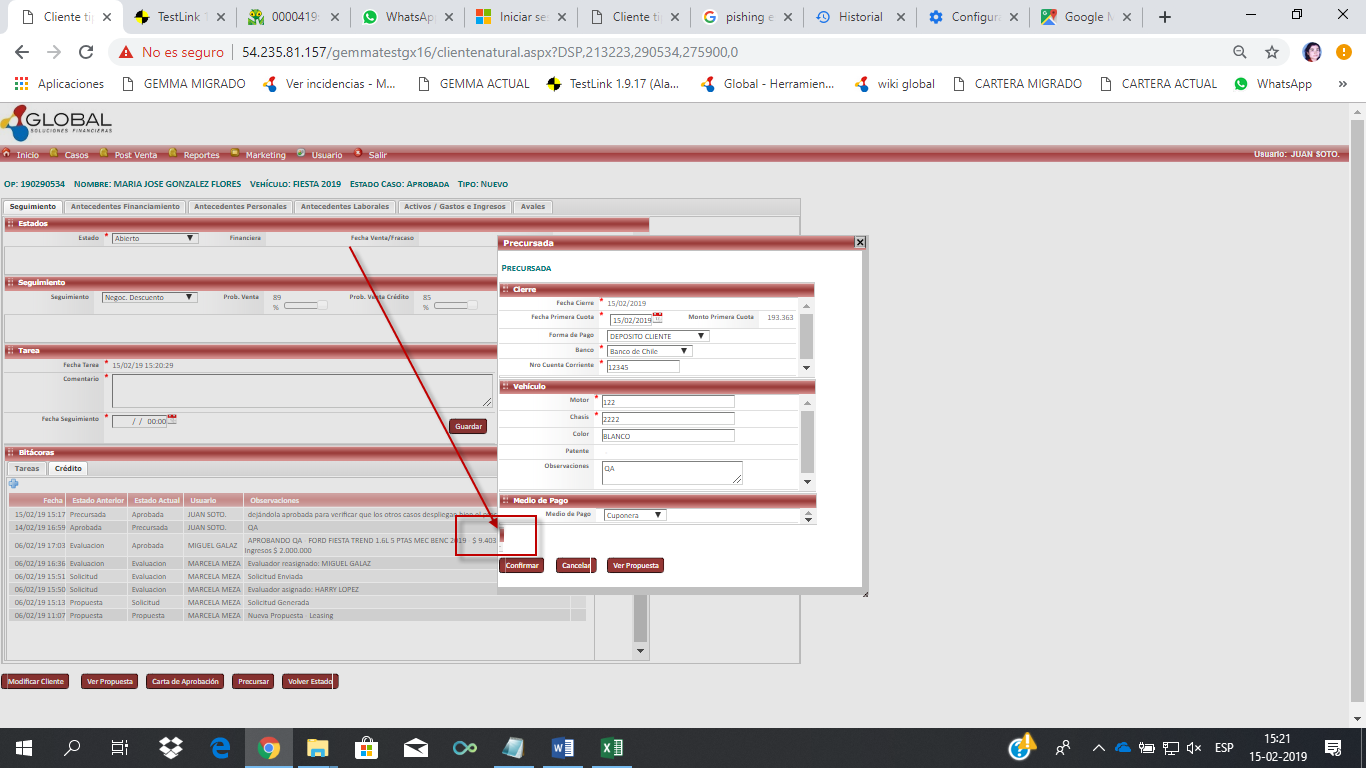 Cliente ti
TestLink 1
0000419
WhatsApp
Iniciar se
Cliente ti
pishing e
Historial
Configura
Google M
No es seguro
54.235.81.157/gemmatestgx16/clientenatural.aspx?DSP,213223,290534,275900,0
Aplicaciones
GEMMA MIGRADO
Ver incidencias - M...
GEMMA ACTUAL
TestLink 1.9.17 (Ala...
Global - Herramien...
wiki global
CARTERA MIGRADO
CARTERA ACTUAL
WhatsApp
»
GLOBAL
SOLUCIONES FINANCIERAS
Inicio
Casos
Post Venta
Reportes
Marketing
Usuario
Salir
Usuario: JUAN SOTO.
Op: 190290534 Nombre: MARIA JOSE GONZALEZ FLORES Vehículo: FIESTA 2019 Estado Caso: Aprobada Tipo: Nuevo
Seguimiento
Antecedentes Financiamiento
Antecedentes Personales
Antecedentes Laborales
Activos / Gastos e Ingresos
Avales
Estados
Estado * Abierto
Financiera
Fecha Venta/Fracaso
Seguimiento
Seguimiento Negoc. Descuento
Prob. Venta 89 %
Prob. Venta Crédito 85 %
Tarea
Fecha Tarea * 15/02/19 15:20:29
Comentario *
Fecha Seguimiento * / / 00:00
Guardar
Bitácoras
Tareas
Crédito
Fecha Estado Anterior Estado Actual Usuario Observaciones
15/02/19 15:17 Precursada Aprobada JUAN SOTO. dejándola aprobada para verificar que los otros casos despliegan bien el
14/02/19 16:59 Aprobada Precursada JUAN SOTO. QA
06/02/19 17:03 Evaluacion Aprobada MIGUEL GALAZ APROBANDO QA - FORD FIESTA TREND 1.6L 5 PTAS MEC BENC 2019 $ 9.403
Ingresos $ 2.000.000
06/02/19 16:36 Evaluacion Evaluacion MARCELA MEZA Evaluador reasignado: MIGUEL GALAZ
06/02/19 15:51 Solicitud Evaluacion MARCELA MEZA Solicitud Enviada
06/02/19 15:50 Solicitud Evaluacion MARCELA MEZA Evaluador asignado: HARRY LOPEZ
06/02/19 15:13 Propuesta Solicitud MARCELA MEZA Solicitud Generada
06/02/19 11:07 Propuesta Propuesta MARCELA MEZA Nueva Propuesta - Leasing
Modificar Cliente
Ver Propuesta
Carta de Aprobación
Precursar
Volver Estado
Precursada
Precursada
Cierre
Fecha Cierre * 15/02/2019
Fecha Primera Cuota * 15/02/2019 Monto Primera Cuota 193.363
Forma de Pago * DEPOSITO CLIENTE
Banco * Banco de Chile
Nro Cuenta Corriente * 12345
Vehículo
Motor * 122
Chasis * 2222
Color BLANCO
Patente
Observaciones QA
Medio de Pago
Medio de Pago Cuponera
Confirmar
Cancelar
Ver Propuesta
ESP
15:21
15-02-2019